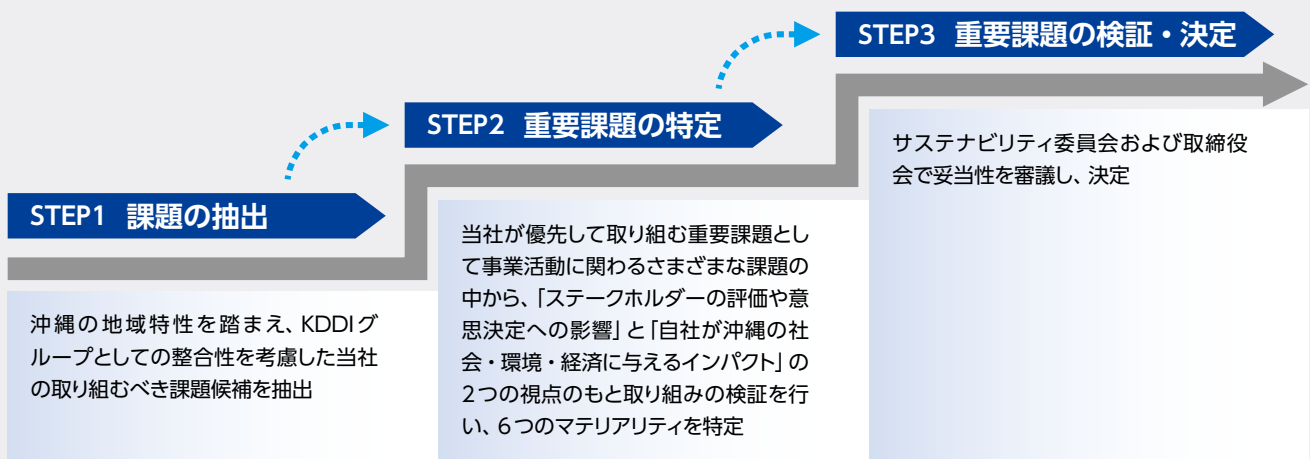 STEP1 課題の抽出
沖縄の地域特性を踏まえ、KDDIグ
ループとしての整合性を考慮した当社
の取り組むべき課題候補を抽出
STEP2 重要課題の特定
当社が優先して取り組む重要課題とし
て事業活動に関わるさまざまな課題の
中から、「ステークホルダーの評価や意
思決定への影響」と「自社が沖縄の社
会・環境・経済に与えるインパクト」の
2つの視点のもと取り組みの検証を行
い、6つのマテリアリティを特定
STEP3 重要課題の検証・決定
サステナビリティ委員会および取締役
会で妥当性を審議し、決定